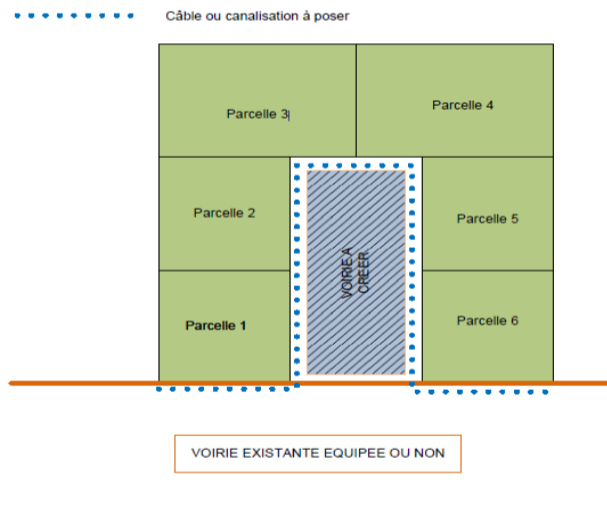 Câble ou canalisation à poser
Parcelle 3
Parcelle 4
Parcelle 2
Parcelle 5
VOIRIE A
CREER
Parcelle 1
Parcelle 6
VOIRIE EXISTANTE EQUIPEE OU NON